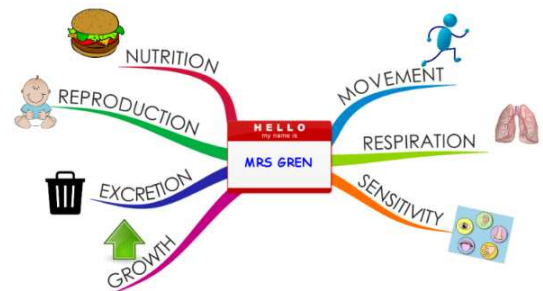 HELLO
my name is
MRS GREN
MOVEMENT
RESPIRATION
SENSITIVITY
GROWTH
EXCRETION
REPRODUCTION
NUTRITION